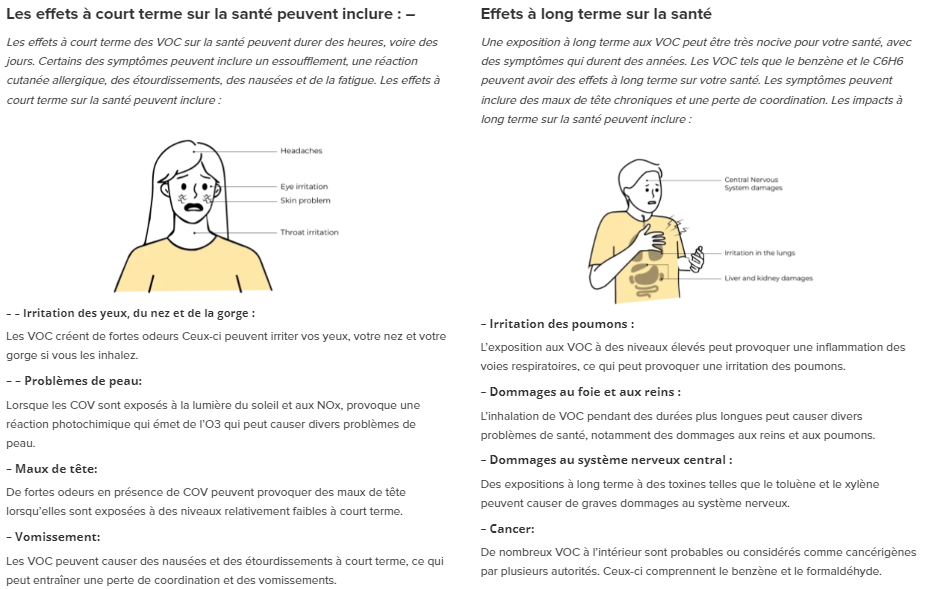 Les effets à court terme sur la santé peuvent inclure : –
Les effets à court terme des VOC sur la santé peuvent durer des heures, voire des
jours. Certains des symptômes peuvent inclure un essoufflement, une réaction
cutanée allergique, des étourdissements, des nausées et de la fatigue. Les effets à
court terme sur la santé peuvent inclure :
Headaches
Eye irritation
Skin problem
Throat irritation
– – Irritation des yeux, du nez et de la gorge :
Les VOC créent de fortes odeurs Ceux-ci peuvent irriter vos yeux, votre nez et votre
gorge si vous les inhalez.
– – Problèmes de peau:
Lorsque les COV sont exposés à la lumière du soleil et aux NOx, provoque une
réaction photochimique qui émet de l'O3 qui peut causer divers problèmes de
peau.
– Maux de tête:
De fortes odeurs en présence de COV peuvent provoquer des maux de tête
lorsqu'elles sont exposées à des niveaux relativement faibles à court terme.
– Vomissement:
Les VOC peuvent causer des nausées et des étourdissements à court terme, ce qui
peut entraîner une perte de coordination et des vomissements.
Effets à long terme sur la santé
Une exposition à long terme aux VOC peut être très nocive pour votre santé, avec
des symptômes qui durent des années. Les VOC tels que le benzène et le C6H6
peuvent avoir des effets à long terme sur votre santé. Les symptômes peuvent
inclure des maux de tête chroniques et une perte de coordination. Les impacts à
long terme sur la santé peuvent inclure :
Central Nervous
System damages
Irritation in the lungs
Liver and kidney damages
– Irritation des poumons :
L'exposition aux VOC à des niveaux élevés peut provoquer une inflammation des
voies respiratoires, ce qui peut provoquer une irritation des poumons.
– Dommages au foie et aux reins :
L'inhalation de VOC pendant des durées plus longues peut causer divers
problèmes de santé, notamment des dommages aux reins et aux poumons.
– Dommages au système nerveux central :
Des expositions à long terme à des toxines telles que le toluène et le xylène
peuvent causer de graves dommages au système nerveux.
– Cancer:
De nombreux VOC à l'intérieur sont probables ou considérés comme cancérigènes
par plusieurs autorités. Ceux-ci comprennent le benzène et le formaldéhyde.